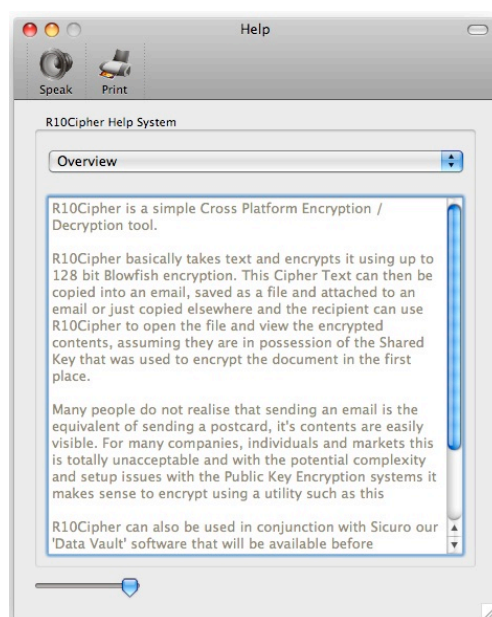 Help
Speak Print
R10Cipher Help System
Overview
R10Cipher is a simple Cross Platform Encryption /
Decryption tool.
R10Cipher basically takes text and encrypts it using up to
128 bit Blowfish encryption. This Cipher Text can then be
copied into an email, saved as a file and attached to an
email or just copied elsewhere and the recipient can use
R10Cipher to open the file and view the encrypted
contents, assuming they are in possession of the Shared
Key that was used to encrypt the document in the first
place.
Many people do not realise that sending an email is the
equivalent of sending a postcard, it's contents are easily
visible. For many companies, individuals and markets this
is totally unacceptable and with the potential complexity
and setup issues with the Public Key Encryption systems it
makes sense to encrypt using a utility such as this
R10Cipher can also be used in conjunction with Sicuro our
'Data Vault' software that will be available before